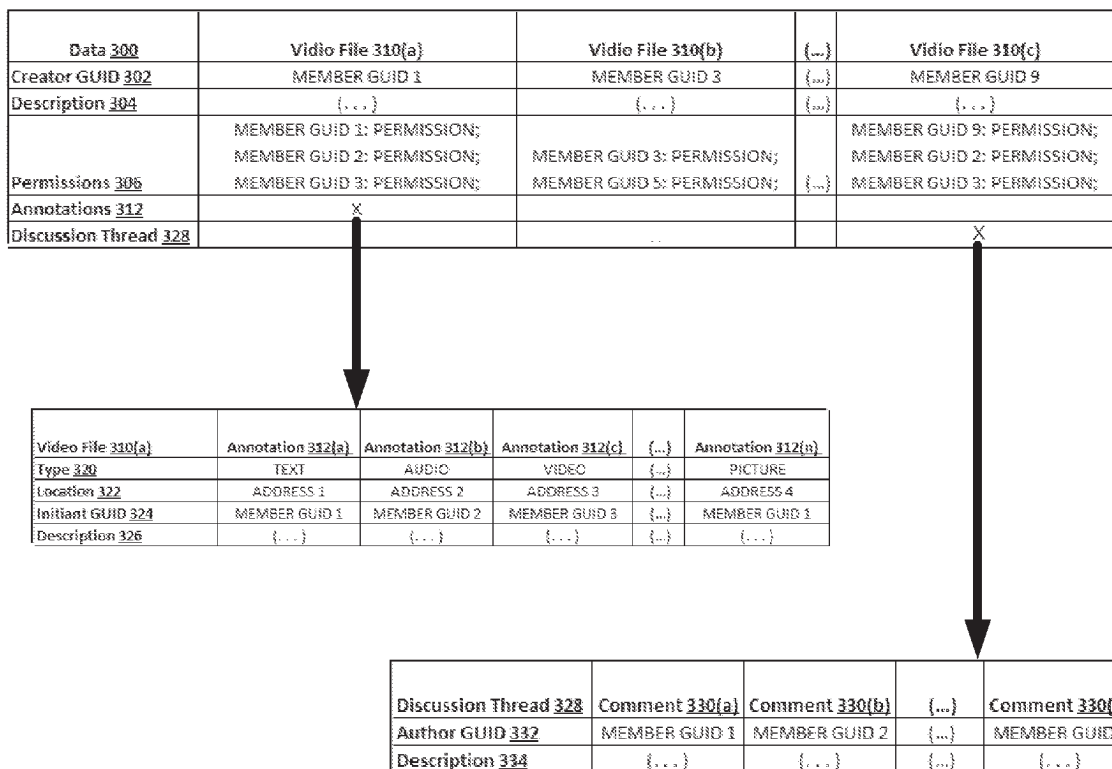 Data 300 Vidio File 310(a) Vidio File 310(b) (...) Vidio File 310(c)
Creator GUID 302 MEMBER GUID 1 MEMBER GUID 3 (...) MEMBER GUID 9
Description 304 (...) (...) (...) (...)
MEMBER GUID 1: PERMISSION; MEMBER GUID 9: PERMISSION;
MEMBER GUID 2: PERMISSION; MEMBER GUID 3: PERMISSION; MEMBER GUID 2: PERMISSION;
Permissions 306 MEMBER GUID 3: PERMISSION; MEMBER GUID 5: PERMISSION; (...) MEMBER GUID 3: PERMISSION;
Annotations 312 X
Discussion Thread 328 .. X
Video File 310(a) Annotation 312(a) Annotation 312(b) Annotation 312(c) (...) Annotation 312(n)
Type 320 TEXT AUDIO VIDEO (...) PICTURE
Location 322 ADDRESS 1 ADDRESS 2 ADDRESS 3 (...) ADDRESS 4
Initiant GUID 324 MEMBER GUID 1 MEMBER GUID 2 MEMBER GUID 3 (...) MEMBER GUID 1
Description 326 (...) (...) (...) (...) (...)
Discussion Thread 328 Comment 330(a) Comment 330(b) (...) Comment 330(
Author GUID 332 MEMBER GUID 1 MEMBER GUID 2 (...) MEMBER GUID
Description 334 (...) (...) (...) (...)